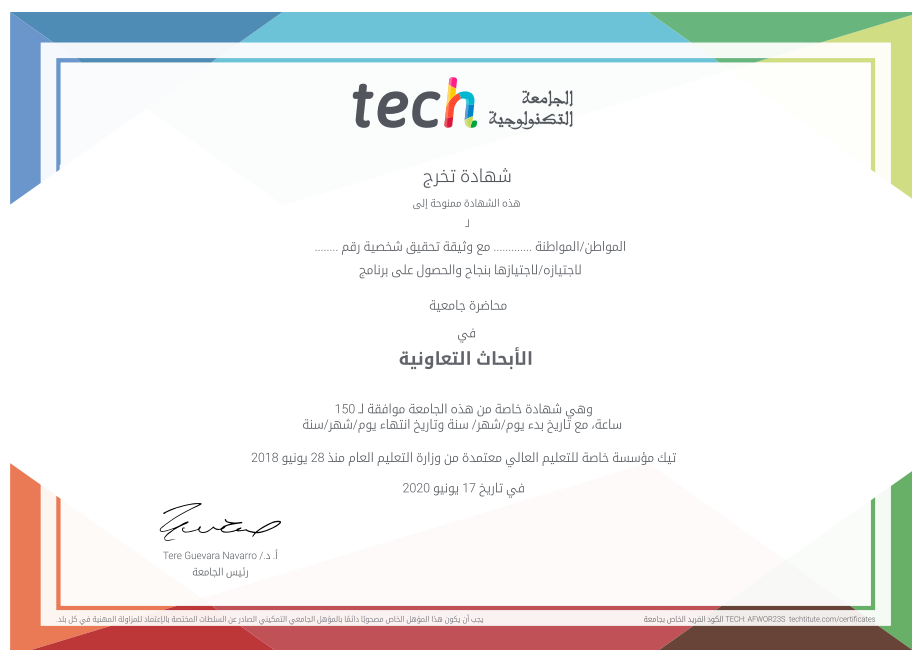 tech الجامعة
التكنولوجية
شهادة تخرج
هذه الشهادة ممنوحة إلى
لـ
المواطن/المواطنة ............ مع وثيقة تحقيق شخصية رقم ........
لاجتيازه/لاجتيازها بنجاح والحصول على برنامج
محاضرة جامعية
في
الأبحاث التعاونية
وهي شهادة خاصة من هذه الجامعة موافقة لـ 150
ساعة، مع تاريخ بدء يوم/شهر/ سنة وتاريخ انتهاء يوم/شهر/سنة
تيك مؤسسة خاصة للتعليم العالي معتمدة من وزارة التعليم العام منذ 28 يونيو 2018
في تاريخ 17 يونيو 2020
أ. د./ Tere Guevara Navarro
رئيس الجامعة
يجب أن يكون هذا المؤهل الخاص مصحوبًا دائمًا بالمؤهل الجامعي التمكيني الصادر عن السلطات المختصة بالإعتماد للمزاولة المهنية في كل بلد.
الكود الفريد الخاص بجامعة TECH: AFWOR23S techtitute.com/certificates